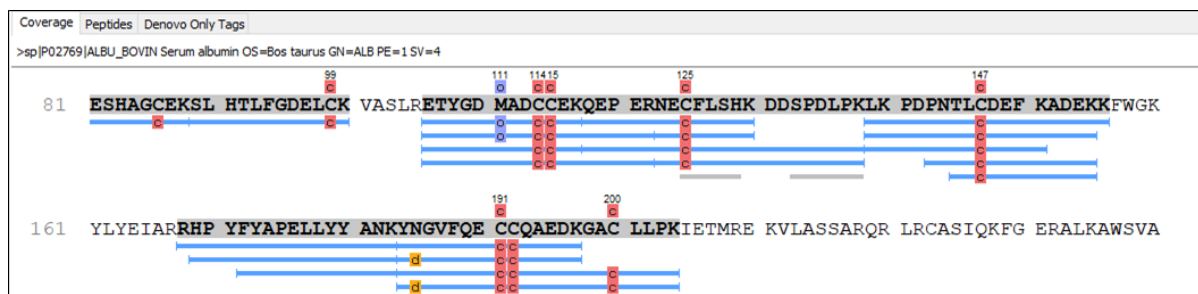 Coverage Peptides Denovo Only Tags
>sp|P02769|ALBU_BOVIN Serum albumin OS=Bos taurus GN=ALB PE=1 SV=4
99 111 114 115 125 147
c o c c c c
81 ESHAGCEKSL HTLFGDELCK VASLRETYGD MADCCEKQEP ERNECFLSHK DDSPDLPKLK PDPNTLCDEF KADEKKFWGK
c c o c c c c
o c c c c
c c c c
c c c c
c
191 200
c c
161 YLYEIARRHP YFYAPELLYY ANKYNGVFQE CCQAEDKGAC LLPKIETMRE KVLASSARQR LRCASIQKFG ERALKAWSVA
c c
d c c
c c c
d c c c